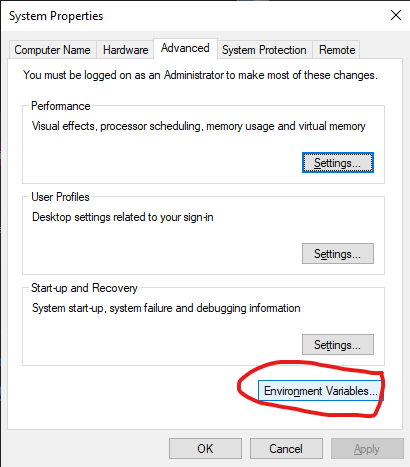 System Properties
Computer Name Hardware Advanced System Protection Remote
You must be logged on as an Administrator to make most of these changes.
Performance
Visual effects, processor scheduling, memory usage and virtual memory
Settings...
User Profiles
Desktop settings related to your sign-in
Settings...
Start-up and Recovery
System start-up, system failure and debugging information
Settings...
Environment Variables...
OK Cancel Apply